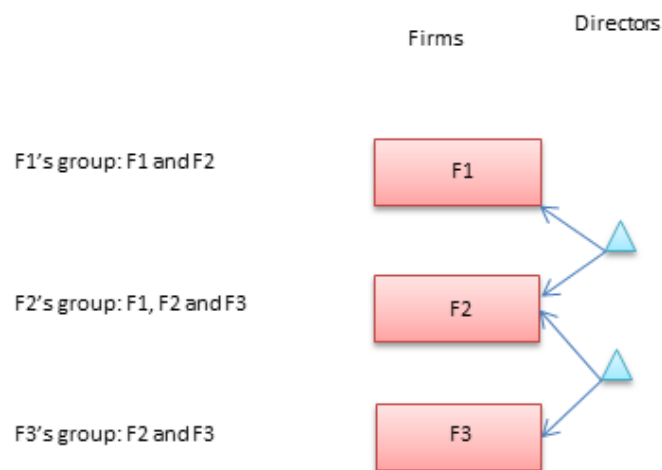 Directors
Firms
F1's group: F1 and F2
F1
F2's group: F1, F2 and F3
F2
F3's group: F2 and F3
F3